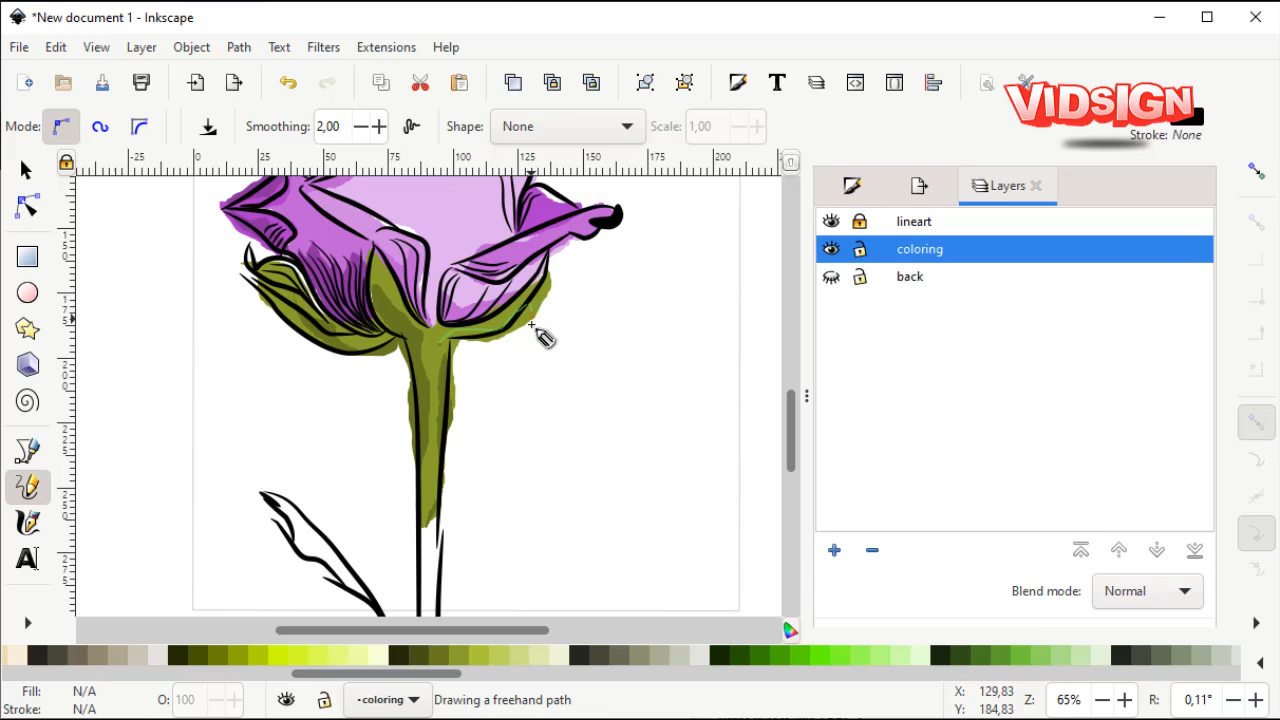 *New document 1 - Inkscape
File Edit View Layer Object Path Text Filters Extensions Help
VIDSIGN
Mode: Smoothing: 2,00 Shape: None Scale: 1,00 Stroke: None
-25 0 25 50 75 100 125 150 175 200
Layers
lineart
coloring
back
Blend mode: Normal
Fill: N/A
Stroke: N/A
O: 100
•coloring
Drawing a freehand path
X: 129,83
Y: 184,83
Z: 65%
R: 0,11°